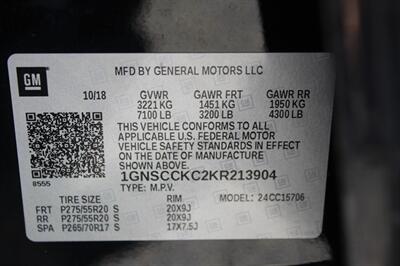 GM
MFD BY GENERAL MOTORS LLC
10/18 GVWR GAWR FRT GAWR RR
3221 KG 1451 KG 1950 KG
7100 LB 3200 LB 4300 LB
THIS VEHICLE CONFORMS TO ALL
APPLICABLE U.S. FEDERAL MOTOR
VEHICLE SAFETY STANDARDS IN EFFECT
ON THE DATE OF MANUFACTURE
SHOWN ABOVE.
1GNSCCKC2KR213904
8555
TYPE: M.P.V.
TIRE SIZE RIM MODEL: 24CC15706
FRT P275/55R20 S 20X9J
RR P275/55R20 S 20X9J
SP P265/70R17 S 17X7.5J